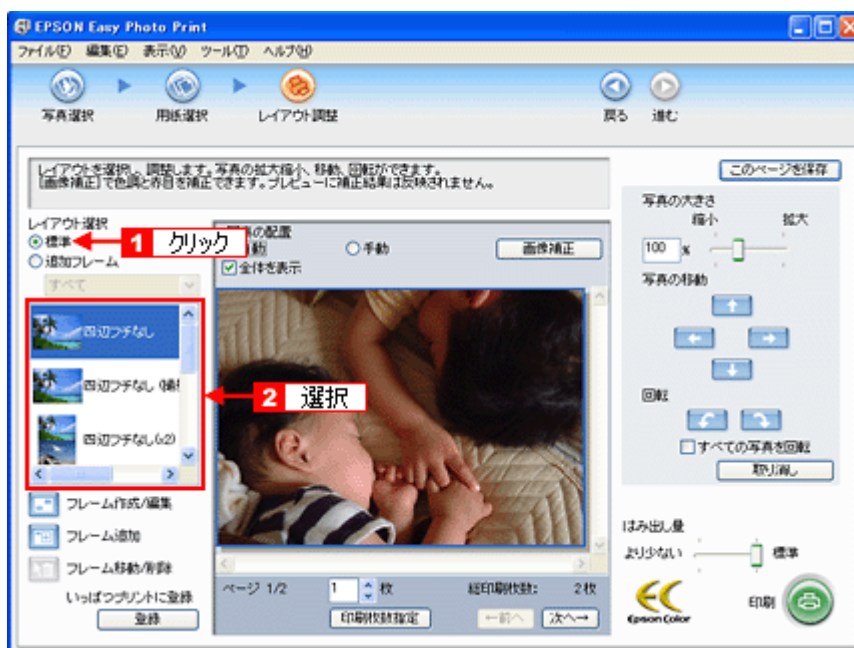 EPSON Easy Photo Print
ファイル(F) 編集(E) 表示(V) ツール(T) ヘルプ(H)
写真選択 用紙選択 レイアウト調整 戻る 進む
レイアウトを選択し、調整します。写真の拡大縮小、移動、回転ができます。
[画像補正]で色調と赤目を補正できます。プレビューに補正結果は反映されません。
このページを保存
レイアウト選択
標準
1 クリック
追加フレーム
すべて
写真の配置
手動
画像補正
全体を表示
四辺フチなし
四辺フチなし
四辺フチなし(x2)
2 選択
フレーム作成/編集
フレーム追加
フレーム移動/削除
いっぱつプリントに登録
登録
ページ 1/2 1 枚 総印刷枚数: 2枚
印刷枚数指定 ←前へ 次へ→
写真の大きさ
縮小 拡大
100 %
写真の移動
回転
すべての写真を回転
取り消し
はみ出し量
より少ない 標準
Epson Color
印刷